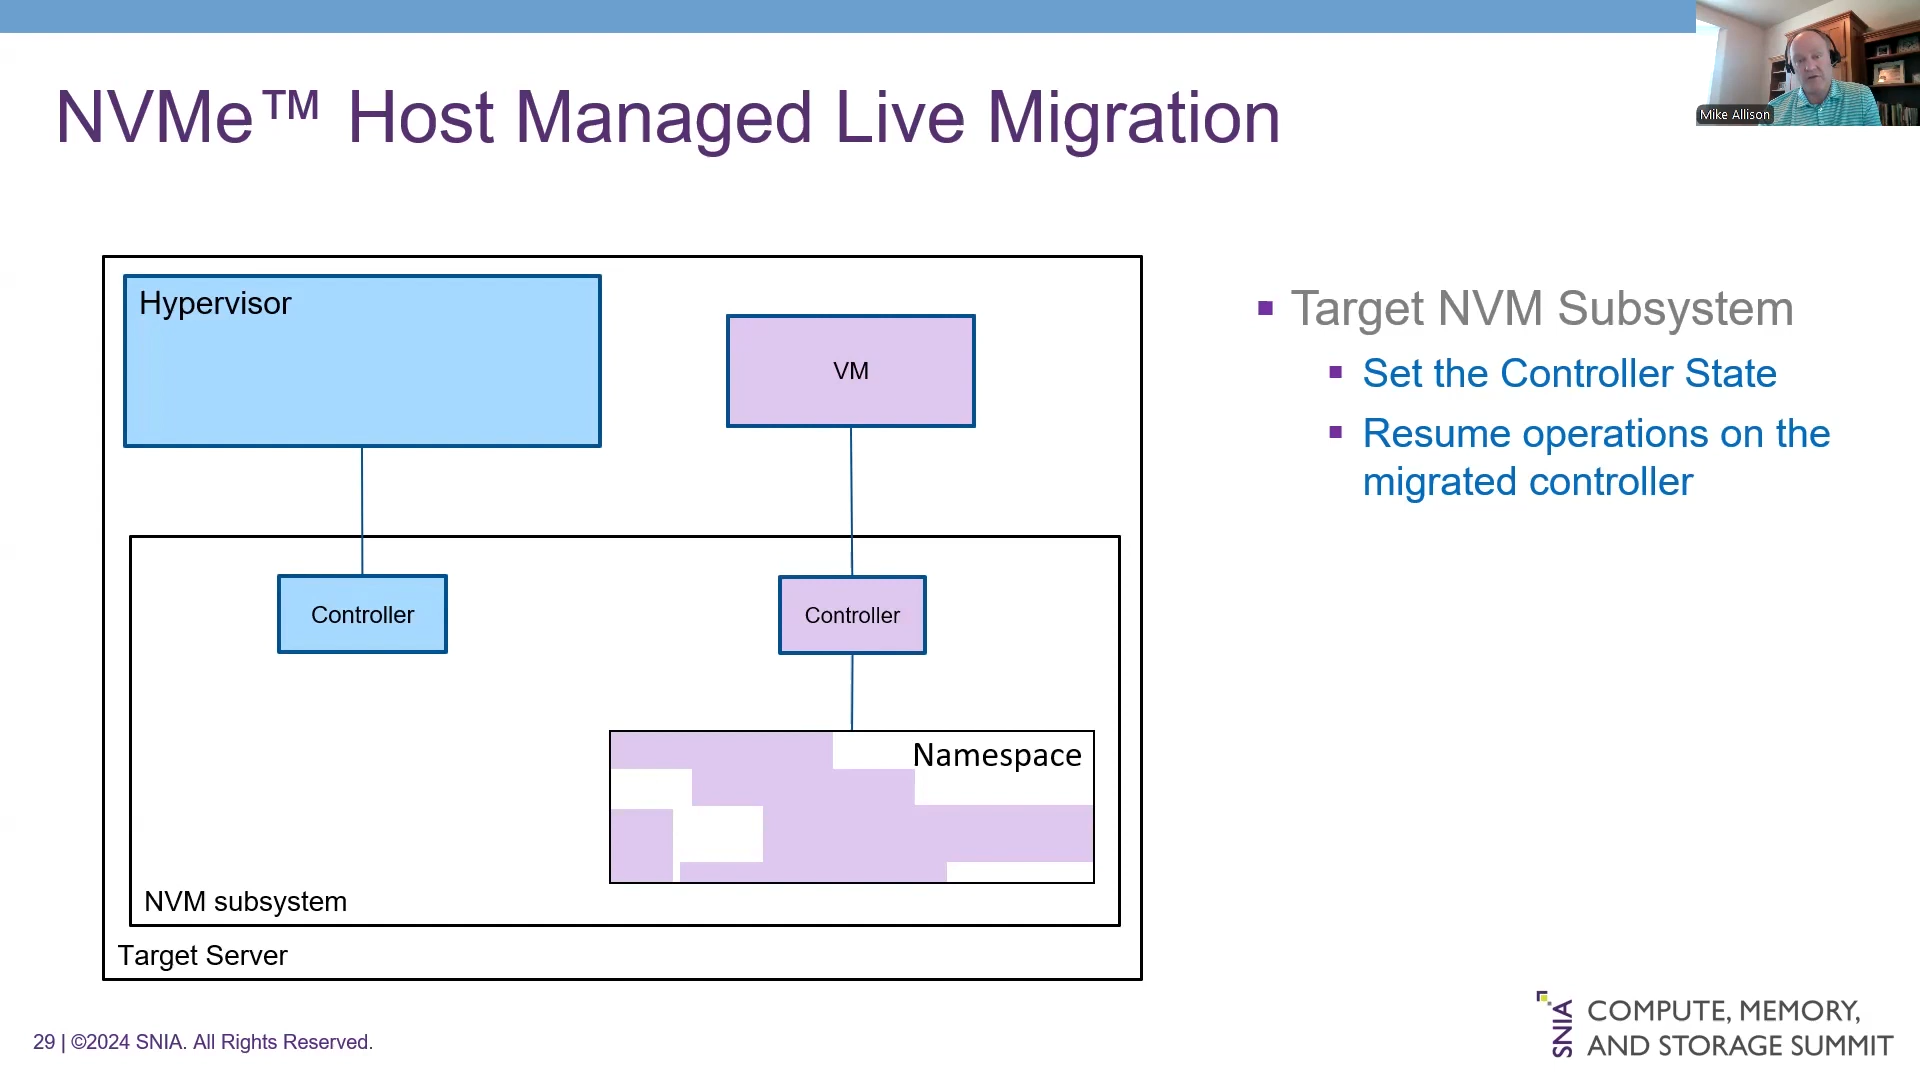 Mike Allison
NVMe™ Host Managed Live Migration
Hypervisor
VM
Controller
Controller
Namespace
NVM subsystem
Target Server
Target NVM Subsystem
Set the Controller State
Resume operations on the
migrated controller
29 | ©2024 SNIA. All Rights Reserved.
SNIA
COMPUTE, MEMORY,
AND STORAGE SUMMIT